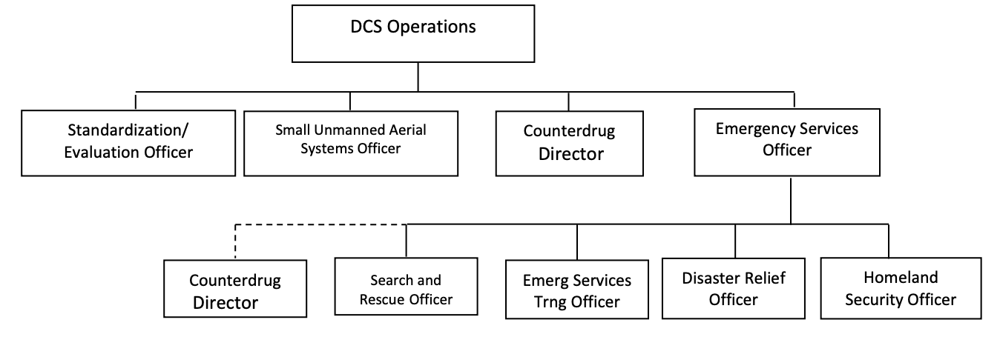 DCS Operations
Standardization/
Evaluation Officer
Small Unmanned Aerial
Systems Officer
Counterdrug
Director
Emergency Services
Officer
Counterdrug
Director
Search and
Rescue Officer
Emerg Services
Trng Officer
Disaster Relief
Officer
Homeland
Security Officer